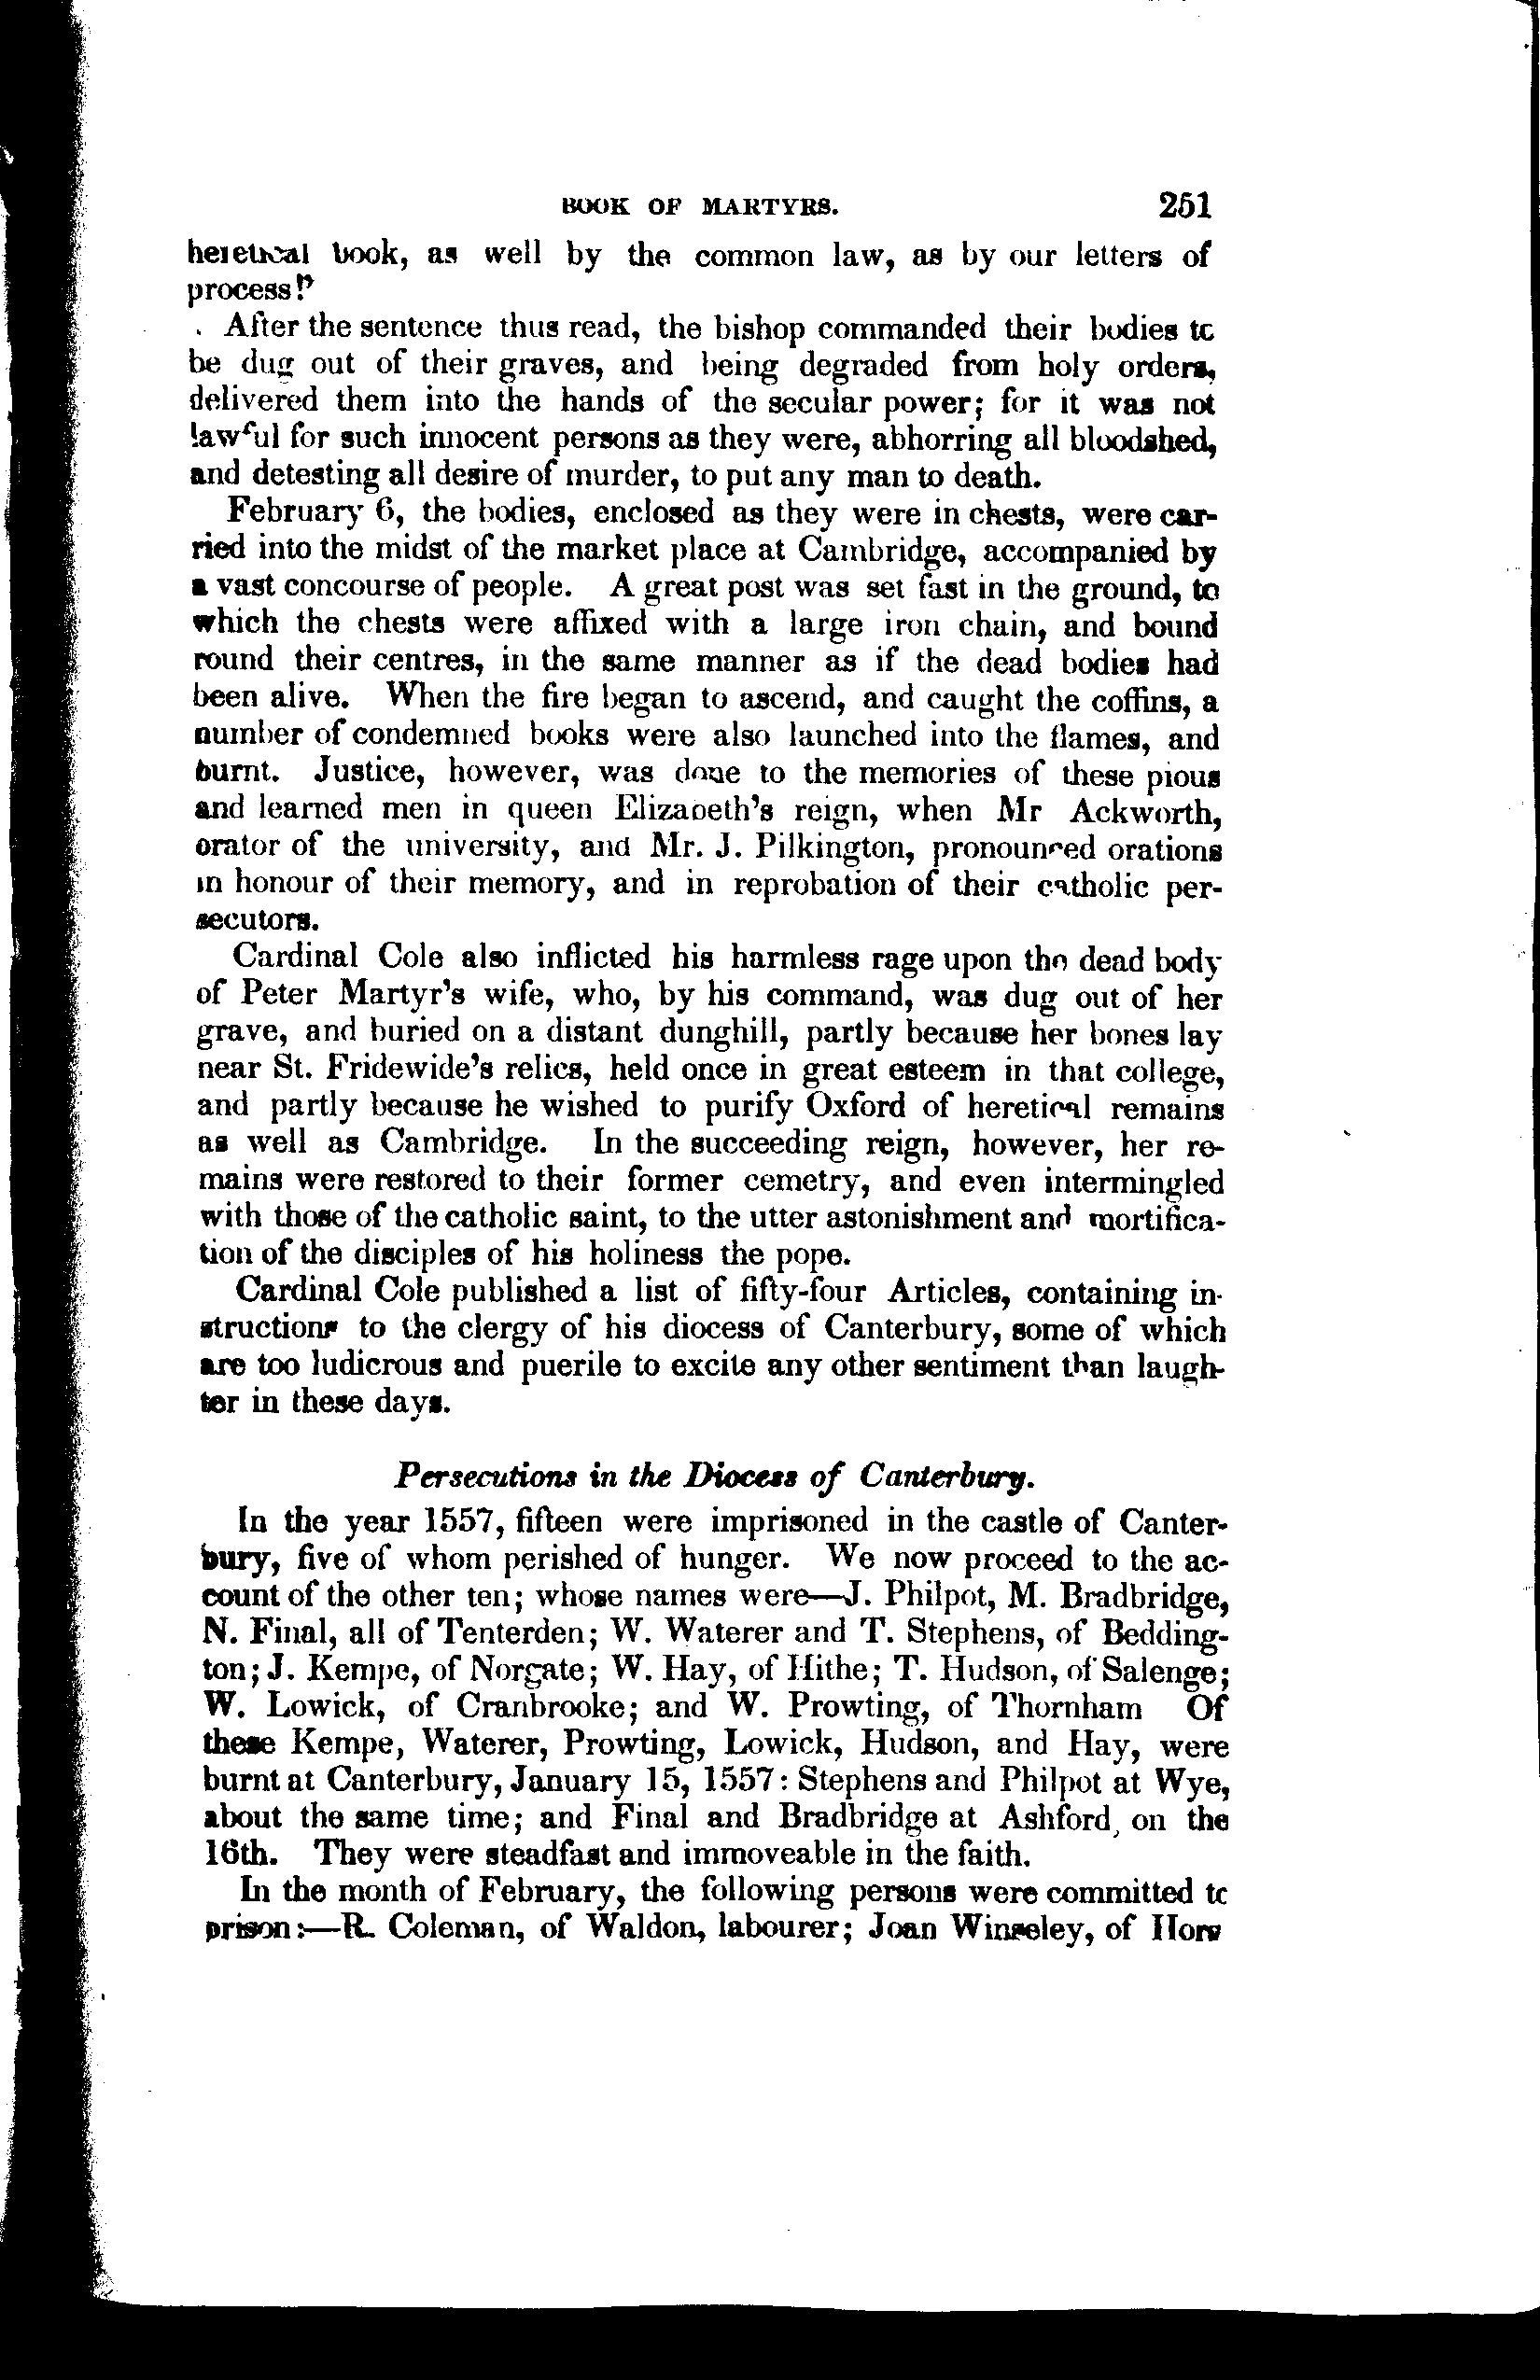 BOOK OF MARTYRS. 251
heretical book, as well by the common law, as by our letters of
process!"
After the sentence thus read, the bishop commanded their bodies to
be dug out of their graves, and being degraded from holy orders,
delivered them into the hands of the secular power; for it was not
lawful for such innocent persons as they were, abhorring all bloodshed,
and detesting all desire of murder, to put any man to death.
February 6, the bodies, enclosed as they were in chests, were car-
ried into the midst of the market place at Cambridge, accompanied by
a vast concourse of people. A great post was set fast in the ground, to
which the chests were affixed with a large iron chain, and bound
round their centres, in the same manner as if the dead bodies had
been alive. When the fire began to ascend, and caught the coffins, a
number of condemned books were also launched into the flames, and
burnt. Justice, however, was done to the memories of these pious
and learned men in queen Elizabeth's reign, when Mr Ackworth,
orator of the university, and Mr. J. Pilkington, pronounced orations
in honour of their memory, and in reprobation of their catholic per-
secutors.
Cardinal Cole also inflicted his harmless rage upon the dead body
of Peter Martyr's wife, who, by his command, was dug out of her
grave, and buried on a distant dunghill, partly because her bones lay
near St. Fridewide's relics, held once in great esteem in that college,
and partly because he wished to purify Oxford of heretical remains
as well as Cambridge. In the succeeding reign, however, her re-
mains were restored to their former cemetry, and even intermingled
with those of the catholic saint, to the utter astonishment and mortifica-
tion of the disciples of his holiness the pope.
Cardinal Cole published a list of fifty-four Articles, containing in-
structions to the clergy of his diocess of Canterbury, some of which
are too ludicrous and puerile to excite any other sentiment than laugh-
ter in these days.
Persecutions in the Diocess of Canterbury.
In the year 1557, fifteen were imprisoned in the castle of Canter-
bury, five of whom perished of hunger. We now proceed to the ac-
count of the other ten; whose names were—J. Philpot, M. Bradbridge,
N. Final, all of Tenterden; W. Waterer and T. Stephens, of Bedding-
ton; J. Kempe, of Norgate; W. Hay, of Hithe; T. Hudson, of Salenge;
W. Lowick, of Cranbrooke; and W. Prowting, of Thornham Of
these Kempe, Waterer, Prowting, Lowick, Hudson, and Hay, were
burnt at Canterbury, January 15, 1557: Stephens and Philpot at Wye,
about the same time; and Final and Bradbridge at Ashford, on the
16th. They were steadfast and immoveable in the faith.
In the month of February, the following persons were committed to
prison:—R. Coleman, of Waldon, labourer; Joan Winseley, of Hors